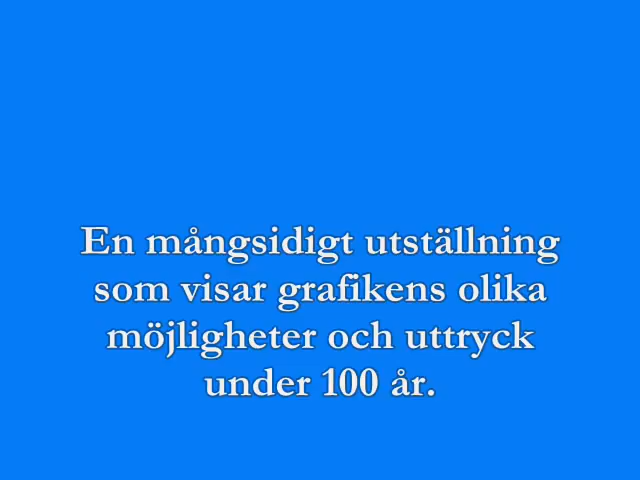 En mångsidigt utställning
som visar grafikens olika
möjligheter och uttryck
under 100 år.